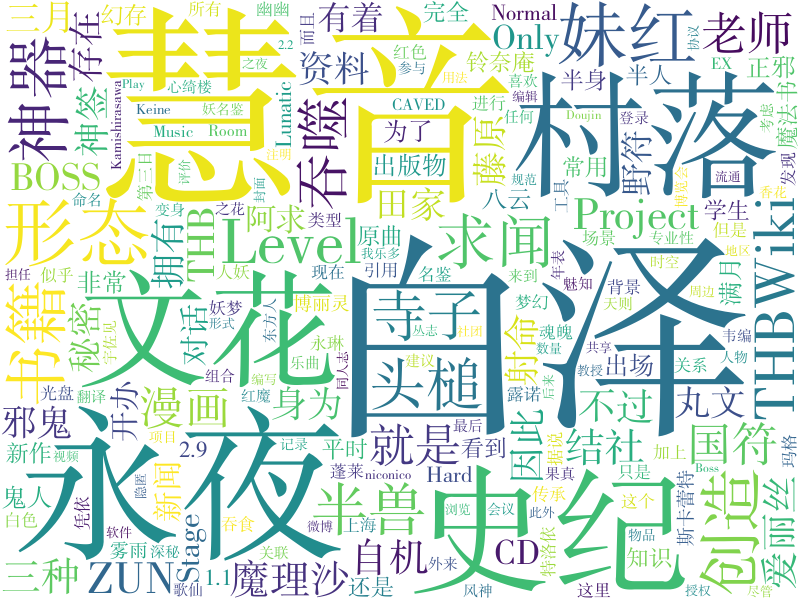 三月
幻存
所有
幽幽
有着
完全
Normal
Only
2.2
而且
之夜
妹红
老师
神器
存在
慧音
红色
参与
铃奈庵
用法
协议
EX
Play
心绮楼
妖名鉴
资料
半身
半人
正邪
Kamishirasawa
Keine
神签
吞噬
Lunatic
CAVED
进行
编辑
喜欢
任何
Doujin
村落
魔法
书
考虑
Music
Room
为了
登录
BOSS
第三日
评价
注明
封面
藤原
出版物
野符
规范
工具
流通
博览会
发现
香花
命名
之花
田家
常用
八云
形态
变身
THB
阿求
类型
原曲
我乐多
Level
求闻
Project
学生
场景
专业性
但是
地区
担任
似乎
拥有
人妖
现在
引用
名鉴
来到
年表
背景
时空
满月
周边
THBWiki
书籍
非常
妖梦
博丽灵
寺子
梦幻
魅知
天则
秘密
对话
永琳
东方人
丛志
社团
射命
魂魄
韦编
宇佐见
形式
乐曲
建议
数量
共享
人物
文花
头槌
白泽
光盘
翻译
组合
编写
同人志
露诺
后来
出场
教授
关系
邪鬼
开办
漫画
身为
因此
不过
丸文
新作
视频
项目
红魔
记录
最后
据说
玛格
2.9
平时
就是
看到
结社
国符
创造
鬼人
新闻
蓬莱
niconico
加上
只是
果真
传承
这个
Boss
白色
凭依
隐匿
吞食
半兽
Hard
浏览
会议
此外
斯卡蕾特
爱丽丝
永夜
史纪
软件
微博
上海
特洛依
物品
雾雨
深秘
Stage
自机
CD
知识
三种
ZUN
关联
1.1
歌仙
魔理沙
还是
外来
风神
这里
授权
尽管